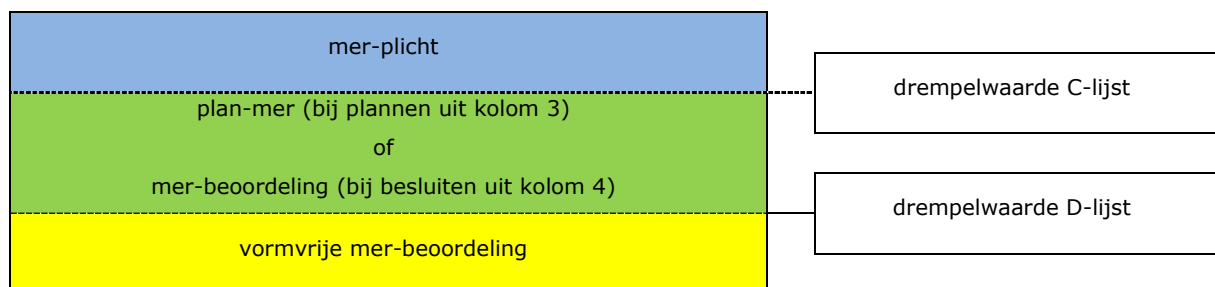 mer-plicht
drempelwaarde C-lijst
plan-mer (bij plannen uit kolom 3)
of
mer-beoordeling (bij besluiten uit kolom 4)
drempelwaarde D-lijst
vormvrije mer-beoordeling